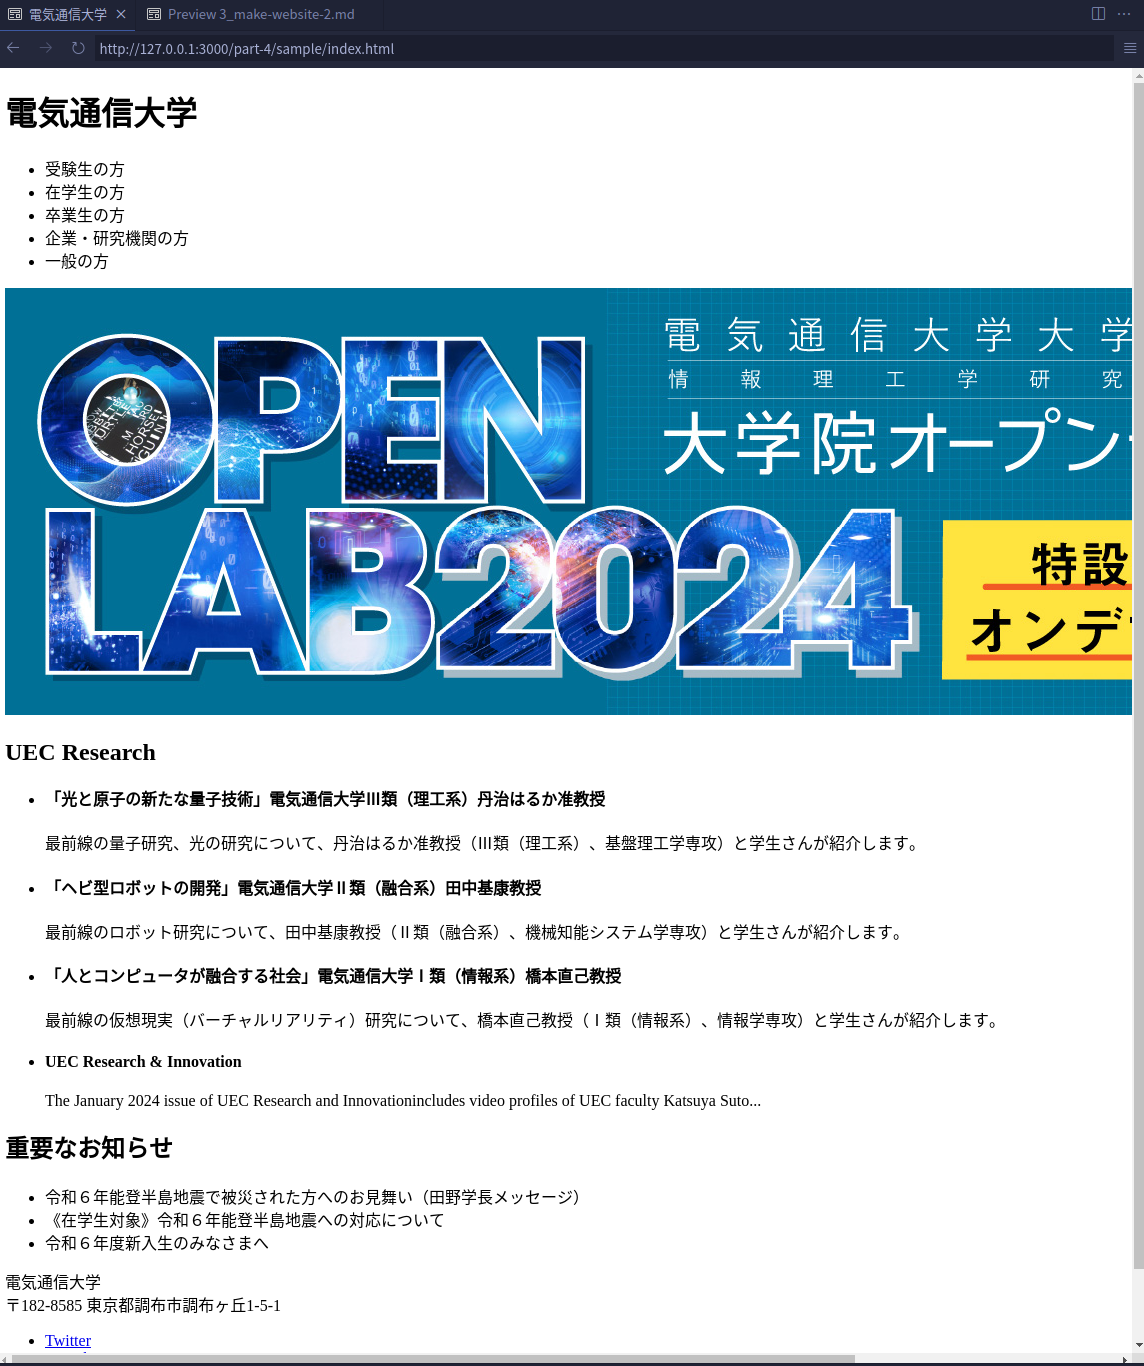 電気通信大学
Preview 3_make-website-2.md
http://127.0.0.1:3000/part-4/sample/index.html
電気通信大学
受験生の方
在学生の方
卒業生の方
企業・研究機関の方
一般の方
電気通信大学大学
情報理工学研究
大学院オープン
OPEN
LAB2024
特設
オンデ
UEC Research
「光と原子の新たな量子技術」電気通信大学Ⅲ類（理工系）丹治はるか准教授
最前線の量子研究、光の研究について、丹治はるか准教授（Ⅲ類（理工系）、基盤理工学専攻）と学生さんが紹介します。
「ヘビ型ロボットの開発」電気通信大学Ⅱ類（融合系）田中基康教授
最前線のロボット研究について、田中基康教授（Ⅱ類（融合系）、機械知能システム学専攻）と学生さんが紹介します。
「人とコンピュータが融合する社会」電気通信大学Ⅰ類（情報系）橋本直己教授
最前線の仮想現実（バーチャルリアリティ）研究について、橋本直己教授（Ⅰ類（情報系）、情報学専攻）と学生さんが紹介します。
UEC Research & Innovation
The January 2024 issue of UEC Research and Innovationincludes video profiles of UEC faculty Katsuya Suto...
重要なお知らせ
令和６年能登半島地震で被災された方へのお見舞い（田野学長メッセージ）
《在学生対象》令和６年能登半島地震への対応について
令和６年度新入生のみなさまへ
電気通信大学
〒182-8585 東京都調布市調布ヶ丘1-5-1
Twitter